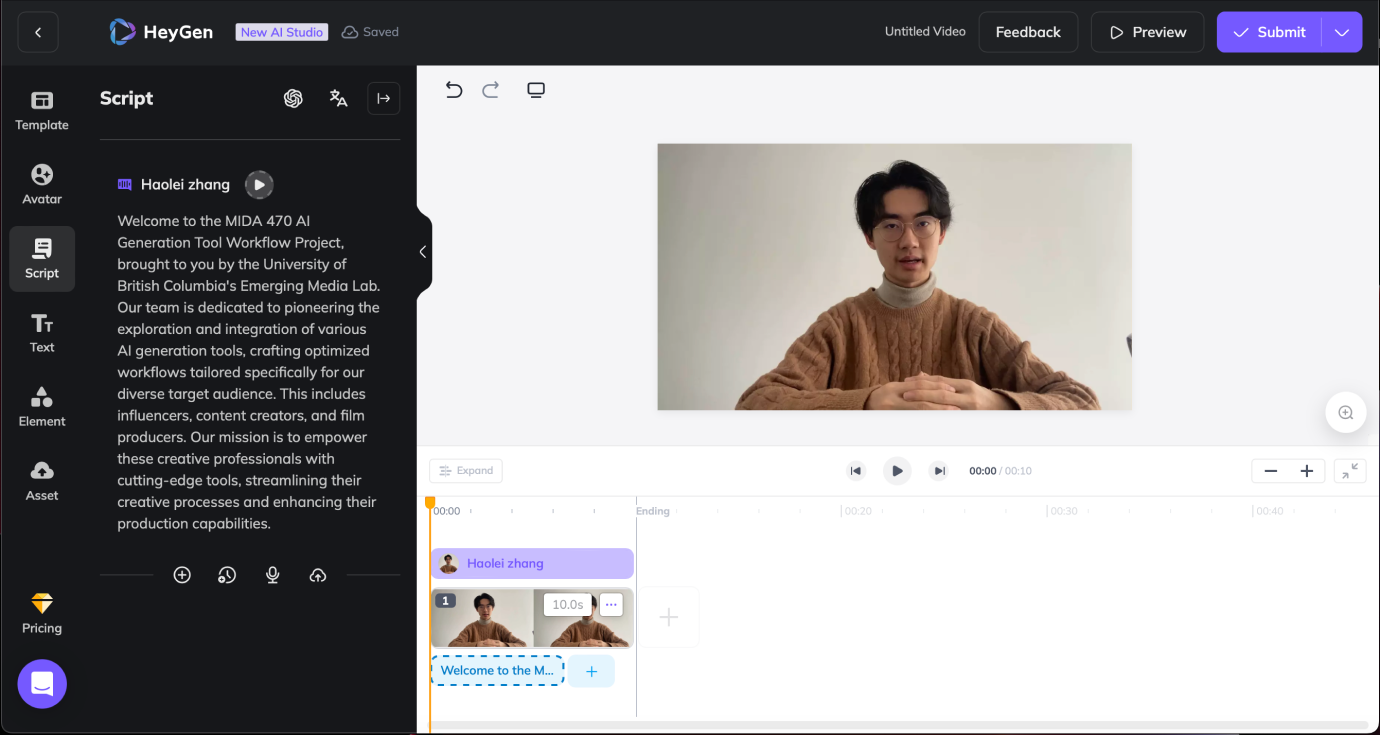 HeyGen
New AI Studio
Saved
Untitled Video
Feedback
Preview
Submit
Template
Avatar
Script
Text
Element
Asset
Pricing
Script
Haolei zhang
Welcome to the MIDA 470 AI
Generation Tool Workflow Project,
brought to you by the University of
British Columbia's Emerging Media Lab.
Our team is dedicated to pioneering the
exploration and integration of various
AI generation tools, crafting optimized
workflows tailored specifically for our
diverse target audience. This includes
influencers, content creators, and film
producers. Our mission is to empower
these creative professionals with
cutting-edge tools, streamlining their
creative processes and enhancing their
production capabilities.
Expand
00:00 / 00:10
00:00
Ending
00:20
00:30
00:40
Haolei zhang
1
10.0s
Welcome to the M...